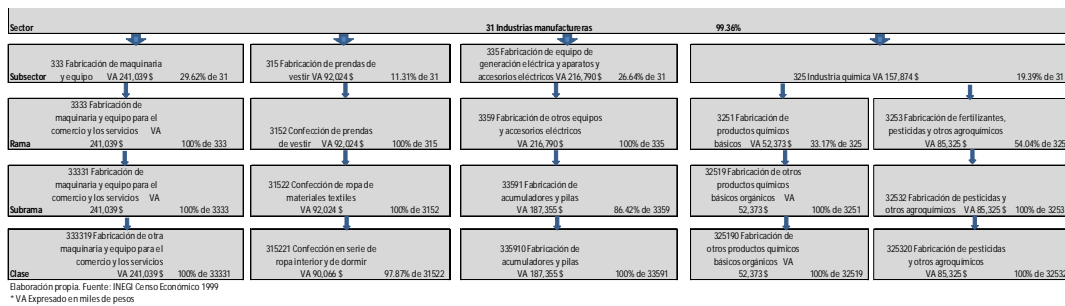 Sector 31 Industrias manufactureras 99.36%
333 Fabricación de maquinaria
Subsector y equipo VA 241,039 $ 29.62% de 31
315 Fabricación de prendas de
vestir VA 92,024 $ 11.31% de 31
335 Fabricación de equipo de
generación eléctrica y aparatos y
accesorios eléctricos VA 216,790 $ 26.64% de 31
325 Industria química VA 157,874 $ 19.39% de 31
3333 Fabricación de
maquinaria y equipo para el
comercio y los servicios VA
Rama 241,039 $ 100% de 333
3152 Confección de prendas
de vestir VA 92,024 $ 100% de 315
3359 Fabricación de otros equipos
y accesorios eléctricos
VA 216,790 $ 100% de 335
3251 Fabricación de
productos químicos
básicos VA 52,373 $ 33.17% de 325
3253 Fabricación de fertilizantes,
pesticidas y otros agroquímicos
VA 85,325 $ 54.04% de 325
33331 Fabricación de
maquinaria y equipo para el
comercio y los servicios VA
Subrama 241,039 $ 100% de 3333
31522 Confección de ropa de
materiales textiles
VA 92,024 $ 100% de 3152
33591 Fabricación de
acumuladores y pilas
VA 187,355 $ 86.42% de 3359
32519 Fabricación de otros
productos químicos
básicos orgánicos VA
52,373 $ 100% de 3251
32532 Fabricación de pesticidas y
otros agroquímicos VA 85,325 $ 100% de 3253
333319 Fabricación de otra
maquinaria y equipo para el
comercio y los servicios
Clase VA 241,039 $ 100% de 33331
315221 Confección en serie de
ropa interior y de dormir
VA 90,066 $ 97.87% de 31522
335910 Fabricación de
acumuladores y pilas
VA 187,355 $ 100% de 33591
325190 Fabricación de
otros productos químicos
básicos orgánicos VA
52,373 $ 100% de 32519
325320 Fabricación de pesticidas
y otros agroquímicos
VA 85,325 $ 100% de 32532
Elaboración propia. Fuente: INEGI Censo Económico 1999
* VA Expresado en miles de pesos